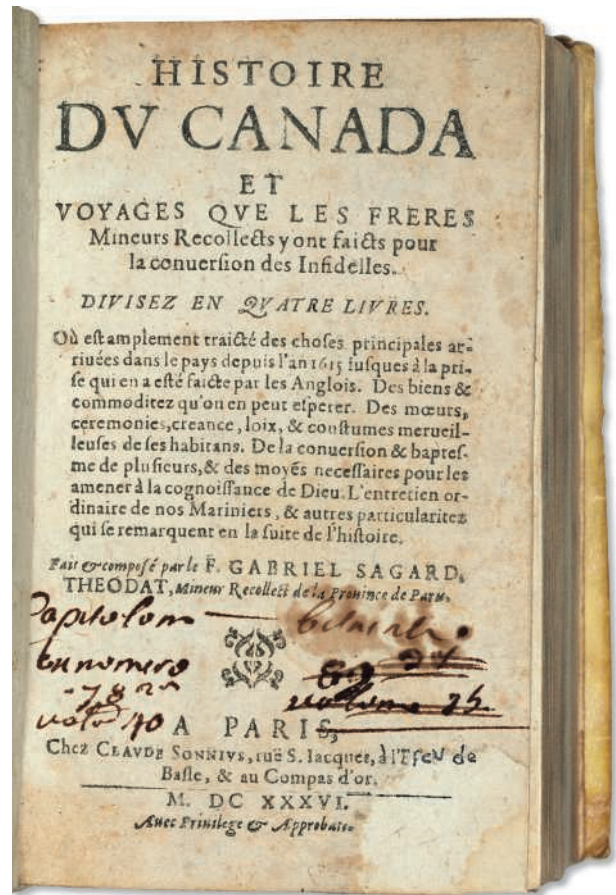 HISTOIRE
DV CANADA
ET
VOYAGES QVE LES FRERES
Mineurs Recollects y ont faicts pour
la conuersion des Infidelles.
DIVISEZ EN QVATRE LIVRES.
Où est amplement traicté des choses principales ar-
riuées dans le pays depuis l'an 1615 iusques à la pri-
se qui en a esté faicte par les Anglois. Des biens &
commoditez qu'on en peut esperer. Des mœurs,
ceremonies, creance, loix, & coustumes merueil-
leuses de ses habitans. De la conuersion & baptes-
me de plusieurs, & des moyés necessaires pour les
amener à la cognoissance de Dieu. L'entretien or-
dinaire de nos Mariniers, & autres particularitez
qui se remarquent en la suite de l'histoire.
Fait & composé par le F. GABRIEL SAGARD,
THEODAT, Mineur Recollect de la Prouince de Paris.
nomero
volume
A PARIS,
Chez CLAVDE SONNIVS, ruë S. Iacques, à l'Escu de
Basle, & au Compas d'or.
M. DC XXXVI.
Auec Priuilege & Approbatio.